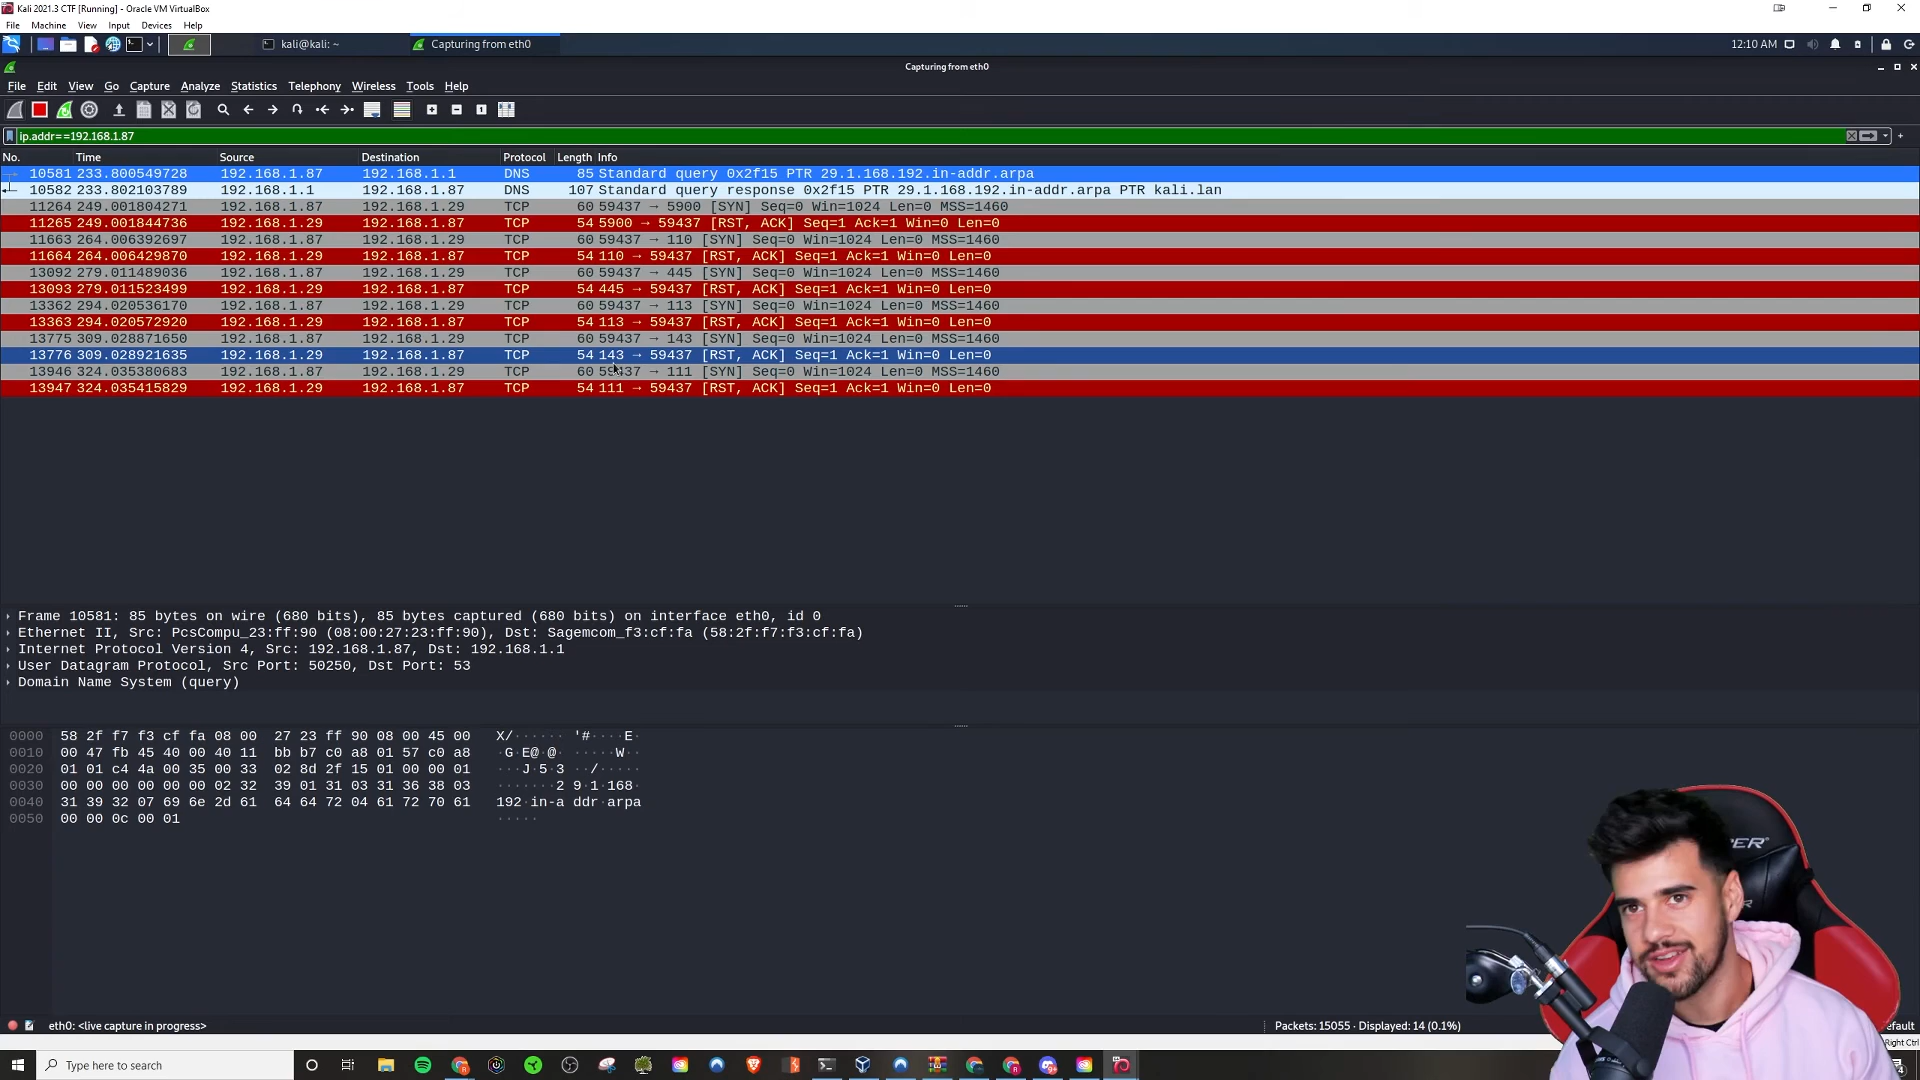 Kali 2021.3 CTF [Running] - Oracle VM VirtualBox
File Machine View Input Devices Help
kali@kali: ~ Capturing from eth0 12:10 AM
Capturing from eth0
File Edit View Go Capture Analyze Statistics Telephony Wireless Tools Help
ip.addr==192.168.1.87
No. Time Source Destination Protocol Length Info
10581 233.800549728 192.168.1.87 192.168.1.1 DNS 85 Standard query 0x2f15 PTR 29.1.168.192.in-addr.arpa
10582 233.802103789 192.168.1.1 192.168.1.87 DNS 107 Standard query response 0x2f15 PTR 29.1.168.192.in-addr.arpa PTR kali.lan
11264 249.001804271 192.168.1.87 192.168.1.29 TCP 60 59437 → 5900 [SYN] Seq=0 Win=1024 Len=0 MSS=1460
11265 249.001844736 192.168.1.29 192.168.1.87 TCP 54 5900 → 59437 [RST, ACK] Seq=1 Ack=1 Win=0 Len=0
11663 264.006392697 192.168.1.87 192.168.1.29 TCP 60 59437 → 110 [SYN] Seq=0 Win=1024 Len=0 MSS=1460
11664 264.006429870 192.168.1.29 192.168.1.87 TCP 54 110 → 59437 [RST, ACK] Seq=1 Ack=1 Win=0 Len=0
13092 279.011489036 192.168.1.87 192.168.1.29 TCP 60 59437 → 445 [SYN] Seq=0 Win=1024 Len=0 MSS=1460
13093 279.011523499 192.168.1.29 192.168.1.87 TCP 54 445 → 59437 [RST, ACK] Seq=1 Ack=1 Win=0 Len=0
13362 294.020536170 192.168.1.87 192.168.1.29 TCP 60 59437 → 113 [SYN] Seq=0 Win=1024 Len=0 MSS=1460
13363 294.020572920 192.168.1.29 192.168.1.87 TCP 54 113 → 59437 [RST, ACK] Seq=1 Ack=1 Win=0 Len=0
13775 309.028871650 192.168.1.87 192.168.1.29 TCP 60 59437 → 143 [SYN] Seq=0 Win=1024 Len=0 MSS=1460
13776 309.028921635 192.168.1.29 192.168.1.87 TCP 54 143 → 59437 [RST, ACK] Seq=1 Ack=1 Win=0 Len=0
13946 324.035380683 192.168.1.87 192.168.1.29 TCP 60 59437 → 111 [SYN] Seq=0 Win=1024 Len=0 MSS=1460
13947 324.035415829 192.168.1.29 192.168.1.87 TCP 54 111 → 59437 [RST, ACK] Seq=1 Ack=1 Win=0 Len=0
Frame 10581: 85 bytes on wire (680 bits), 85 bytes captured (680 bits) on interface eth0, id 0
Ethernet II, Src: PcsCompu_23:ff:90 (08:00:27:23:ff:90), Dst: Sagemcom_f3:cf:fa (58:2f:f7:f3:cf:fa)
Internet Protocol Version 4, Src: 192.168.1.87, Dst: 192.168.1.1
User Datagram Protocol, Src Port: 50250, Dst Port: 53
Domain Name System (query)
0000 58 2f f7 f3 cf fa 08 00 27 23 ff 90 08 00 45 00 X/······ '#····E·
0010 00 47 fb 45 40 00 40 11 bb b7 c0 a8 01 57 c0 a8 ·G·E@·@· ·····W··
0020 01 01 c4 4a 00 35 00 33 02 8d 2f 15 01 00 00 01 ···J·5·3 ··/·····
0030 00 00 00 00 00 00 02 32 39 01 31 03 31 36 38 03 ·······2 9·1·168·
0040 31 39 32 07 69 6e 2d 61 64 64 72 04 61 72 70 61 192·in-a ddr·arpa
0050 00 00 0c 00 01 ·····
eth0: <live capture in progress> Packets: 15055 · Displayed: 14 (0.1%) efault
Right Ctrl
Type here to search